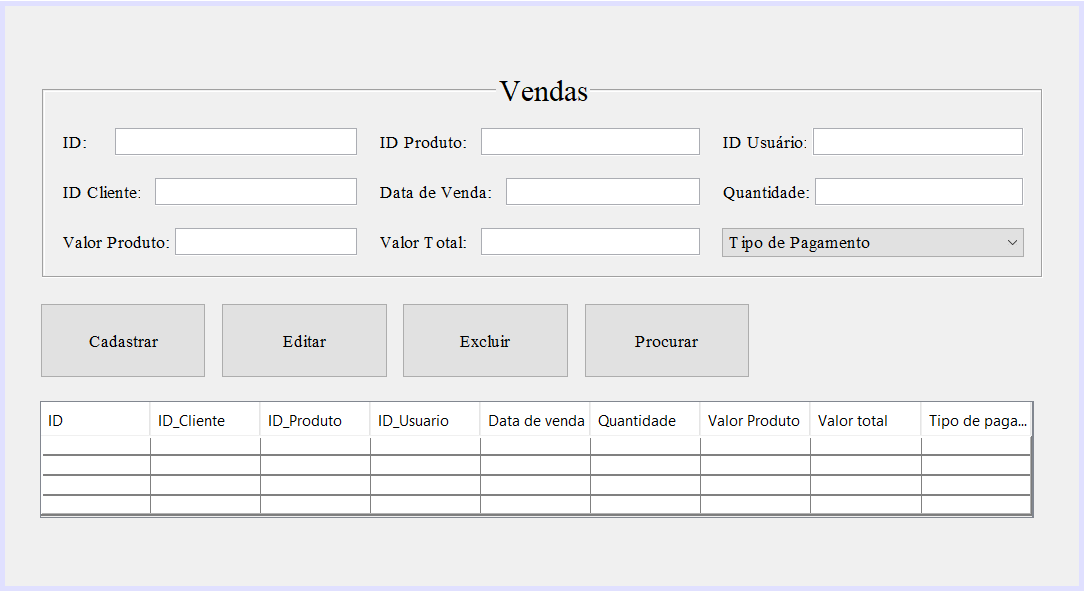 Vendas
ID: ID Produto: ID Usuário:
ID Cliente: Data de Venda: Quantidade:
Valor Produto: Valor Total: Tipo de Pagamento
Cadastrar Editar Excluir Procurar
ID ID_Cliente ID_Produto ID_Usuario Data de venda Quantidade Valor Produto Valor total Tipo de paga...